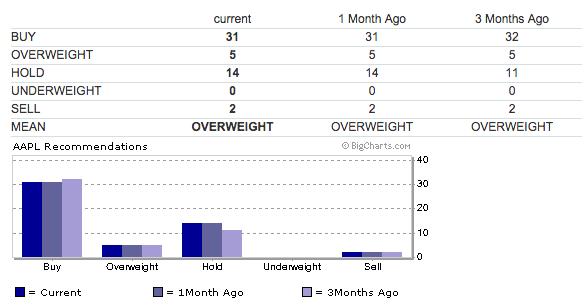 current 1 Month Ago 3 Months Ago
BUY 31 31 32
OVERWEIGHT 5 5 5
HOLD 14 14 11
UNDERWEIGHT 0 0 0
SELL 2 2 2
MEAN OVERWEIGHT OVERWEIGHT OVERWEIGHT
AAPL Recommendations © BigCharts.com
40
30
20
10
0
Buy Overweight Hold Underweight Sell
= Current = 1Month Ago = 3Months Ago